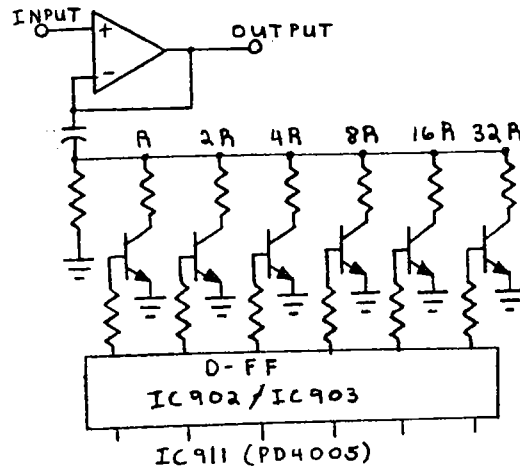 INPUT
OUTPUT
+
-
R 2R 4R 8R 16R 32R
D-FF
IC902/IC903
IC911 (PD4005)